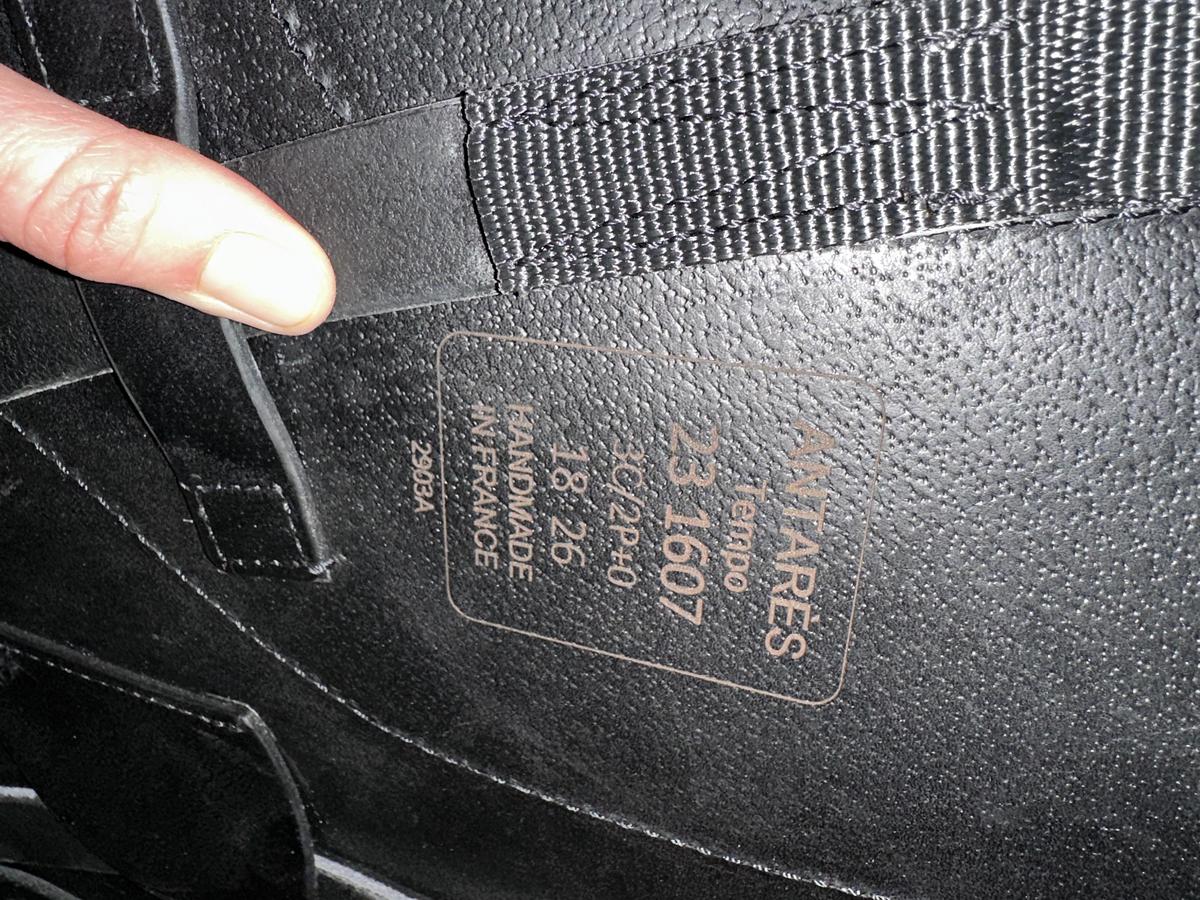 ANTARÈS
Tempo
23 1607
3C/2P+0
18 26
HANDMADE
IN FRANCE
2903A